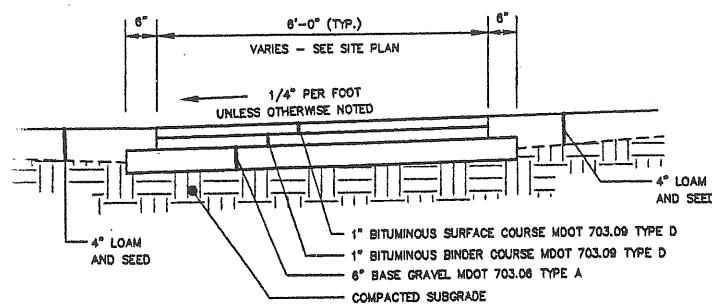 6" 6'-0" (TYP.) 6"
VARIES – SEE SITE PLAN
1/4" PER FOOT
UNLESS OTHERWISE NOTED
4" LOAM
AND SEED
4" LOAM
AND SEED
1" BITUMINOUS SURFACE COURSE MDOT 703.09 TYPE D
1" BITUMINOUS BINDER COURSE MDOT 703.09 TYPE D
6" BASE GRAVEL MDOT 703.06 TYPE A
COMPACTED SUBGRADE